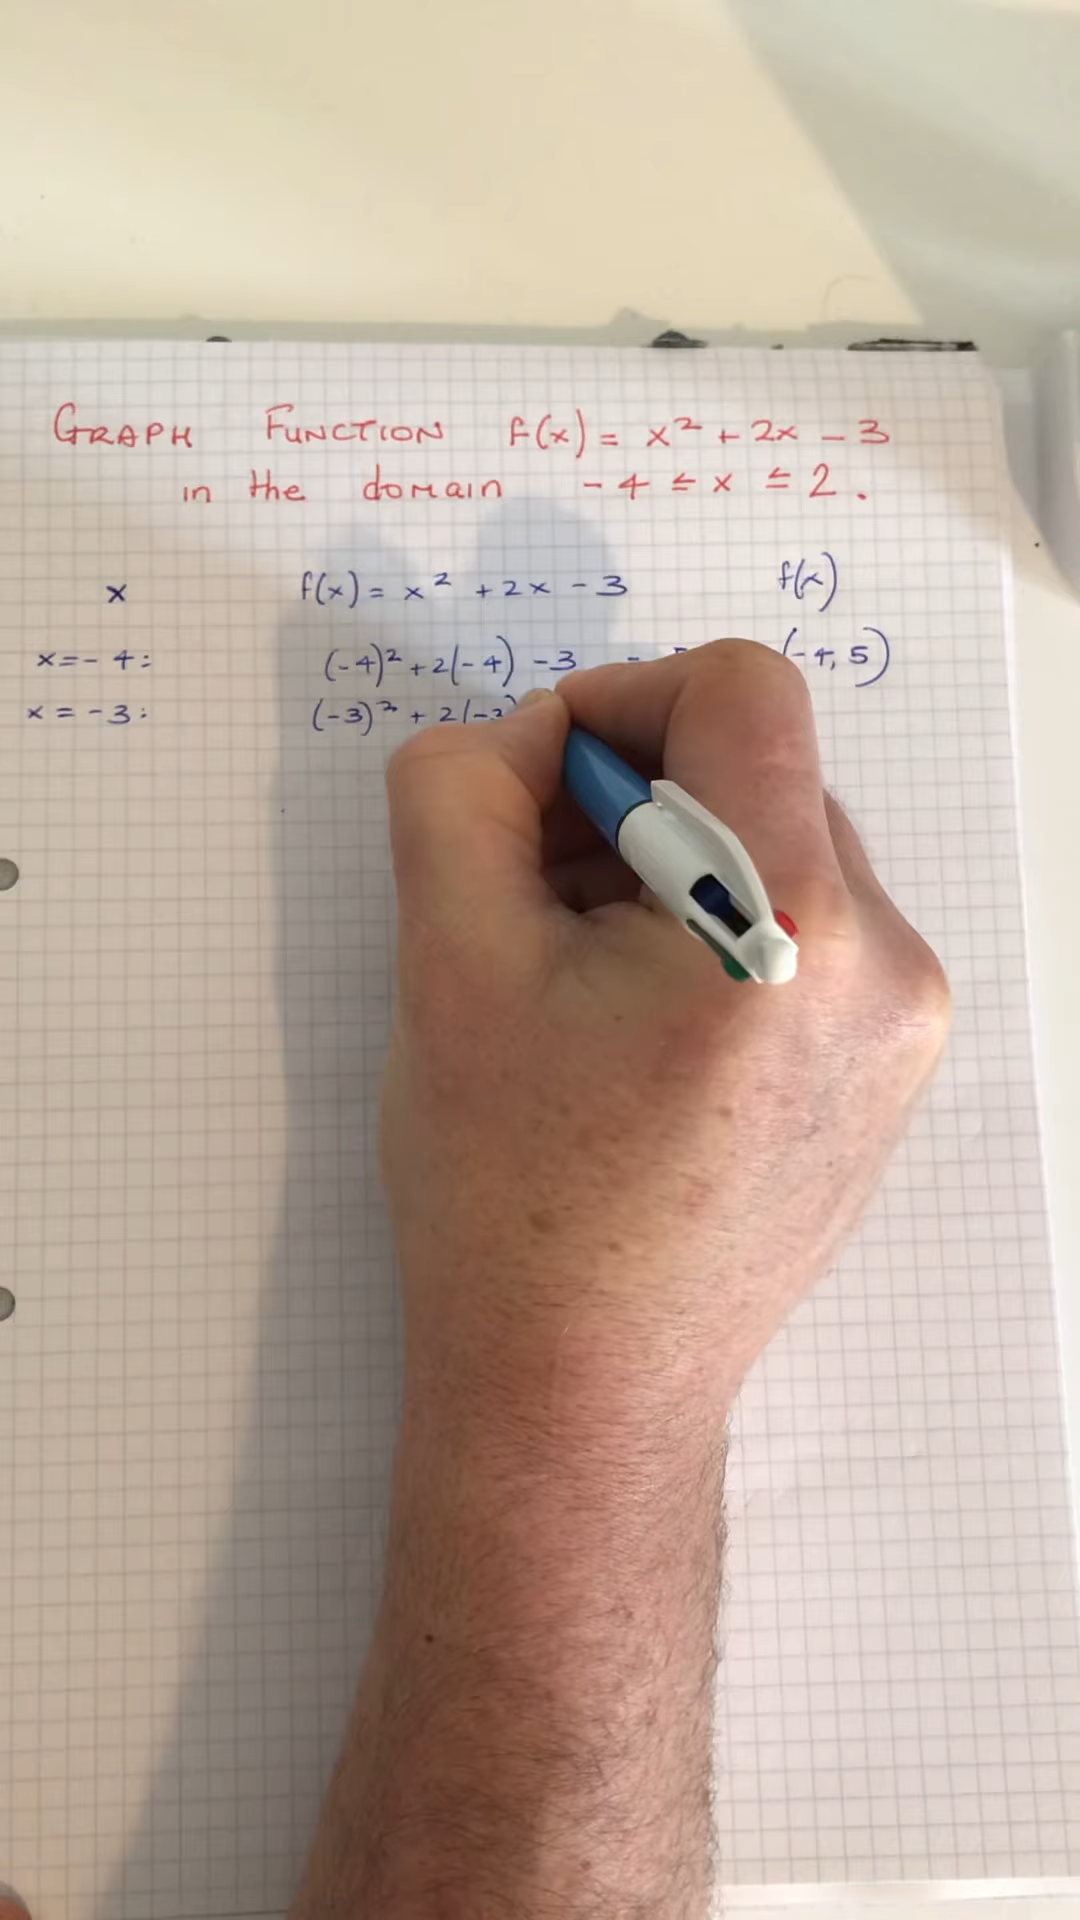 GRAPH FUNCTION f(x) = x² + 2x - 3
in the domain - 4 ≤ x ≤ 2.
x f(x) = x² + 2x - 3 f(x)
x = - 4: (-4)² + 2(-4) - 3 (-4, 5)
x = -3: (-3)² + 2(-3)